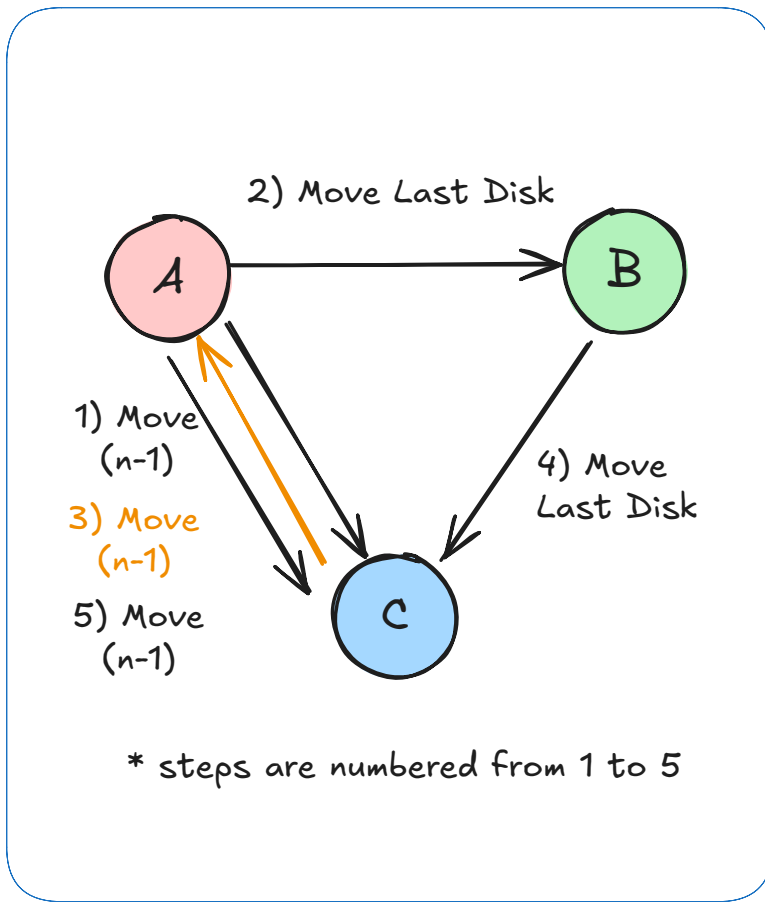 2) Move Last Disk
A
B
1) Move
(n-1)
4) Move
Last Disk
3) Move
(n-1)
5) Move
(n-1)
C
* steps are numbered from 1 to 5